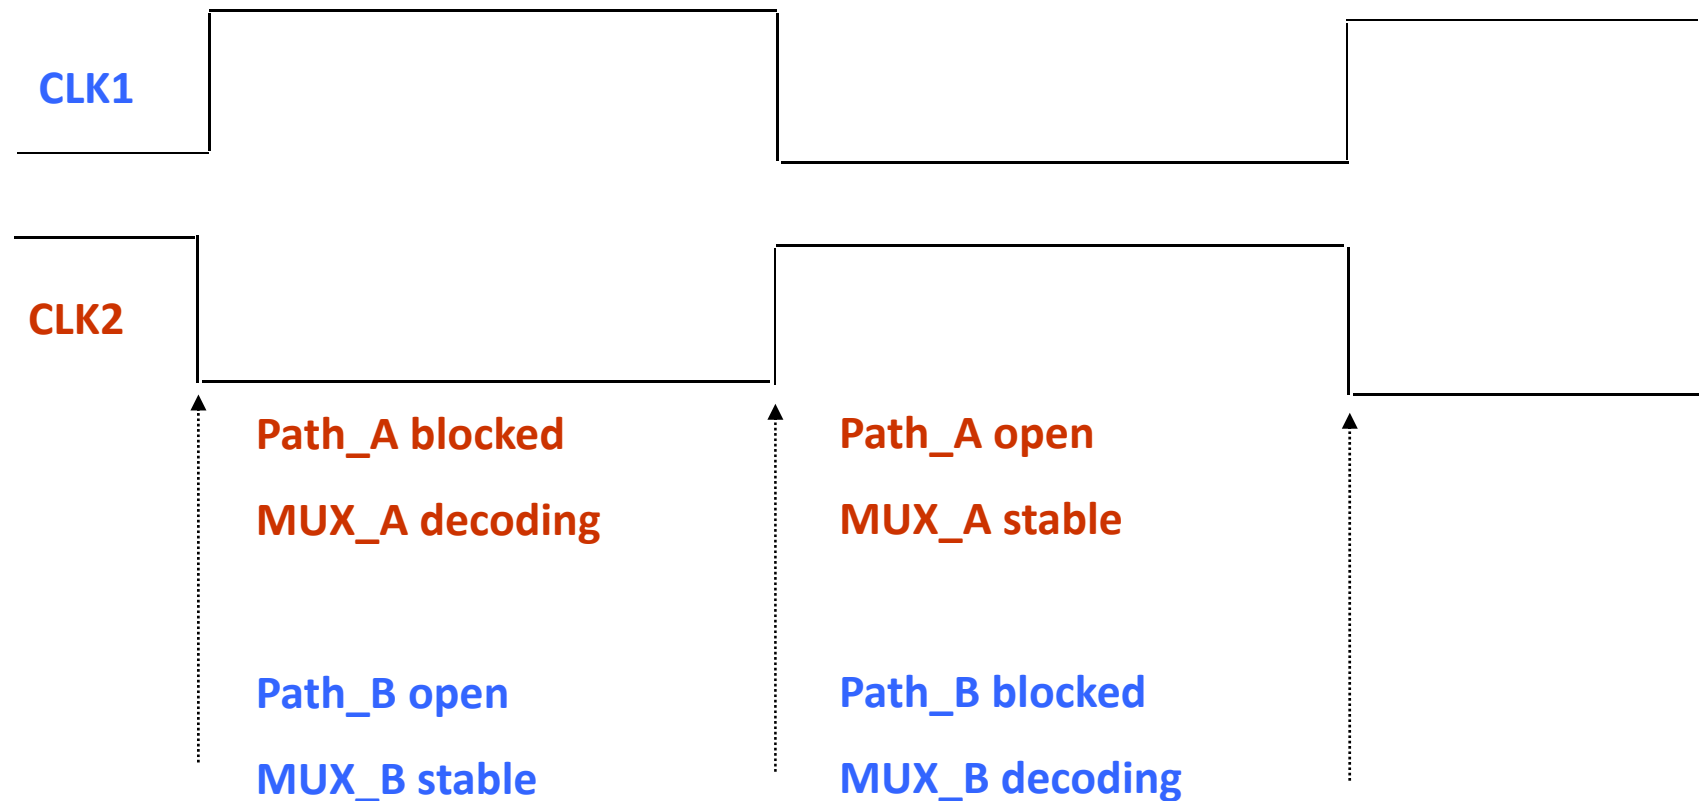 CLK1
CLK2
Path_A blocked
MUX_A decoding
Path_B open
MUX_B stable
Path_A open
MUX_A stable
Path_B blocked
MUX_B decoding